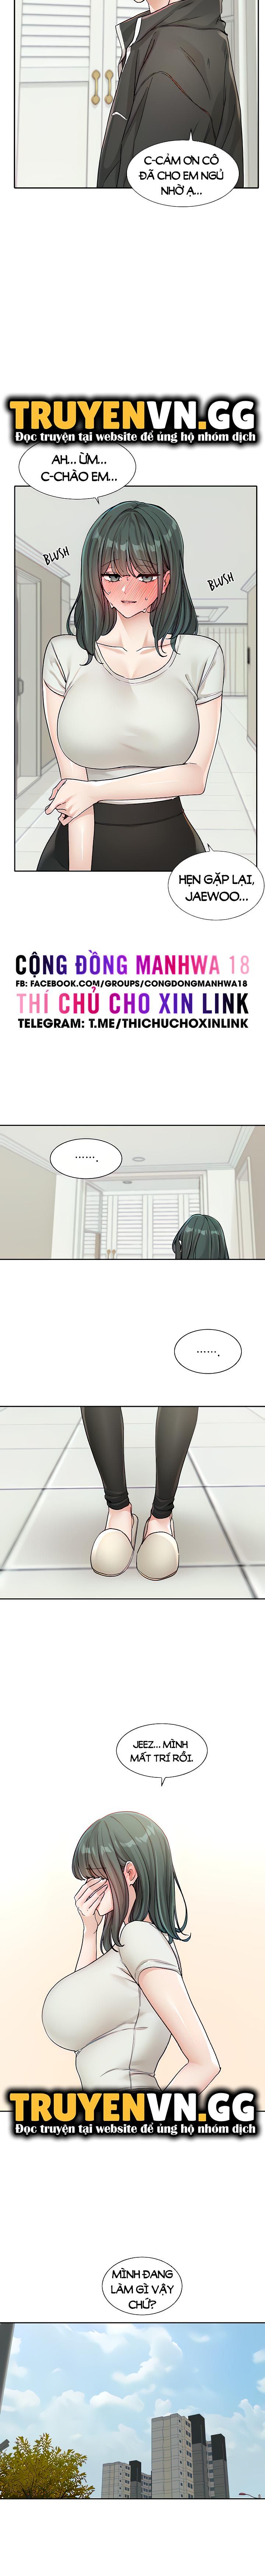 C-CẢM ƠN CÔ
ĐÃ CHO EM NGỦ
NHỜ Ạ...
TRUYENVN.GG
Đọc truyện tại website để ủng hộ nhóm dịch
AH... ỪM...
C-CHÀO EM...
BLUSH
BLUSH
HẸN GẶP LẠI,
JAEWOO...
CỘNG ĐỒNG MANHWA 18
FB: FACEBOOK.COM/GROUPS/CONGDONGMANHWA18
THÍ CHỦ CHO XIN LINK
TELEGRAM: T.ME/THICHUCHOXINLINK
.......
.......
JEEZ... MÌNH
MẤT TRÍ RỒI.
TRUYENVN.GG
Đọc truyện tại website để ủng hộ nhóm dịch
MÌNH ĐANG
LÀM GÌ VẬY
CHỨ?